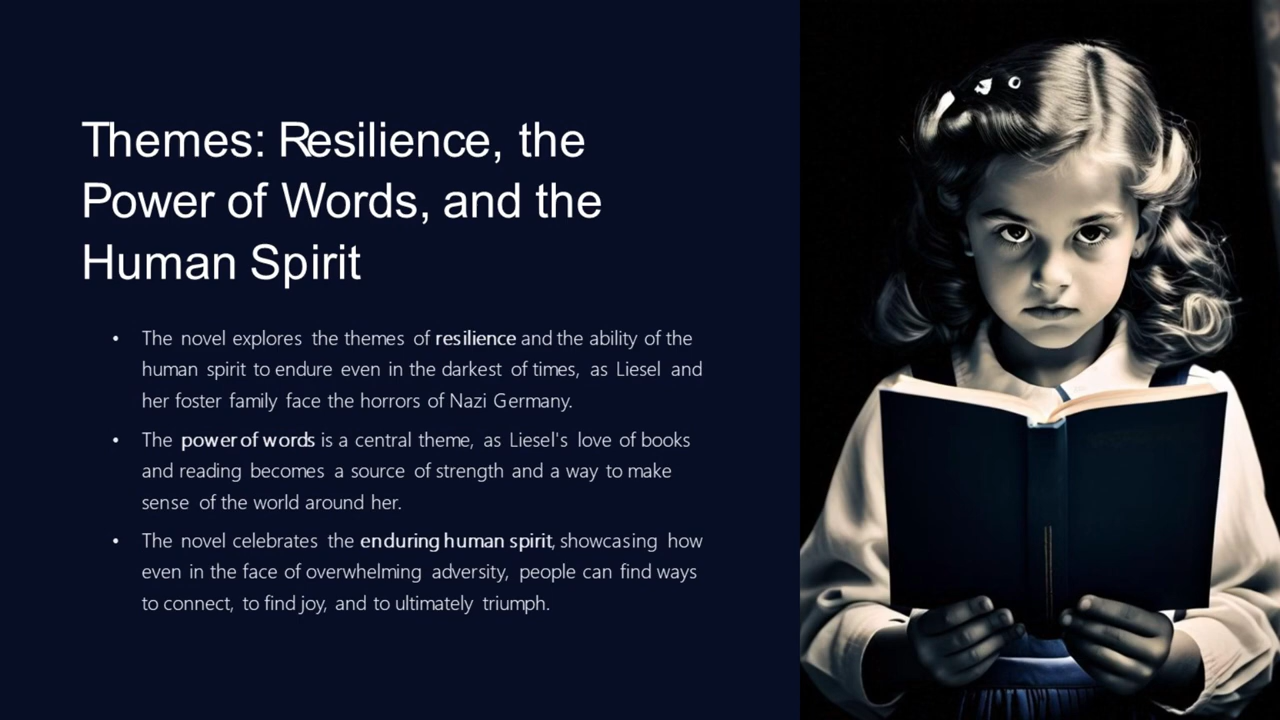 Themes: Resilience, the
Power of Words, and the
Human Spirit
• The novel explores the themes of resilience and the ability of the
human spirit to endure even in the darkest of times, as Liesel and
her foster family face the horrors of Nazi Germany.
• The power of words is a central theme, as Liesel's love of books
and reading becomes a source of strength and a way to make
sense of the world around her.
• The novel celebrates the enduring human spirit, showcasing how
even in the face of overwhelming adversity, people can find ways
to connect, to find joy, and to ultimately triumph.